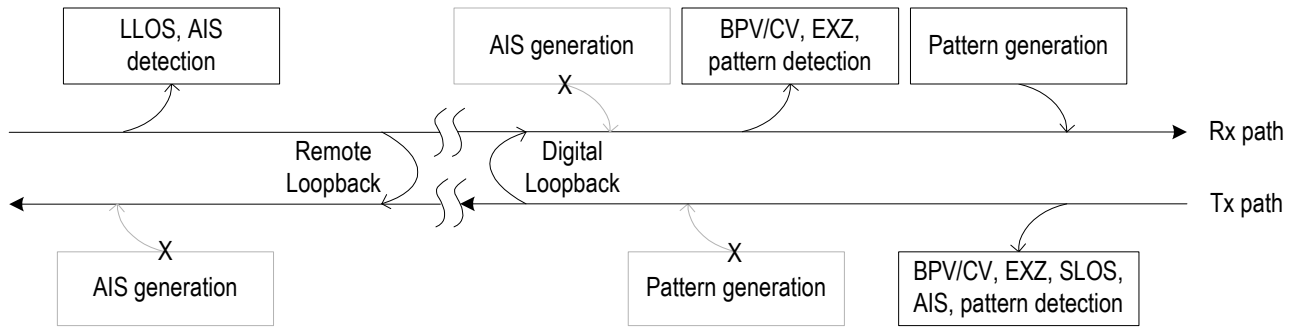 LLOS, AIS
detection
AIS generation
X
BPV/CV, EXZ,
pattern detection
Pattern generation
Rx path
Remote
Loopback
Digital
Loopback
Tx path
X
AIS generation
X
Pattern generation
BPV/CV, EXZ, SLOS,
AIS, pattern detection